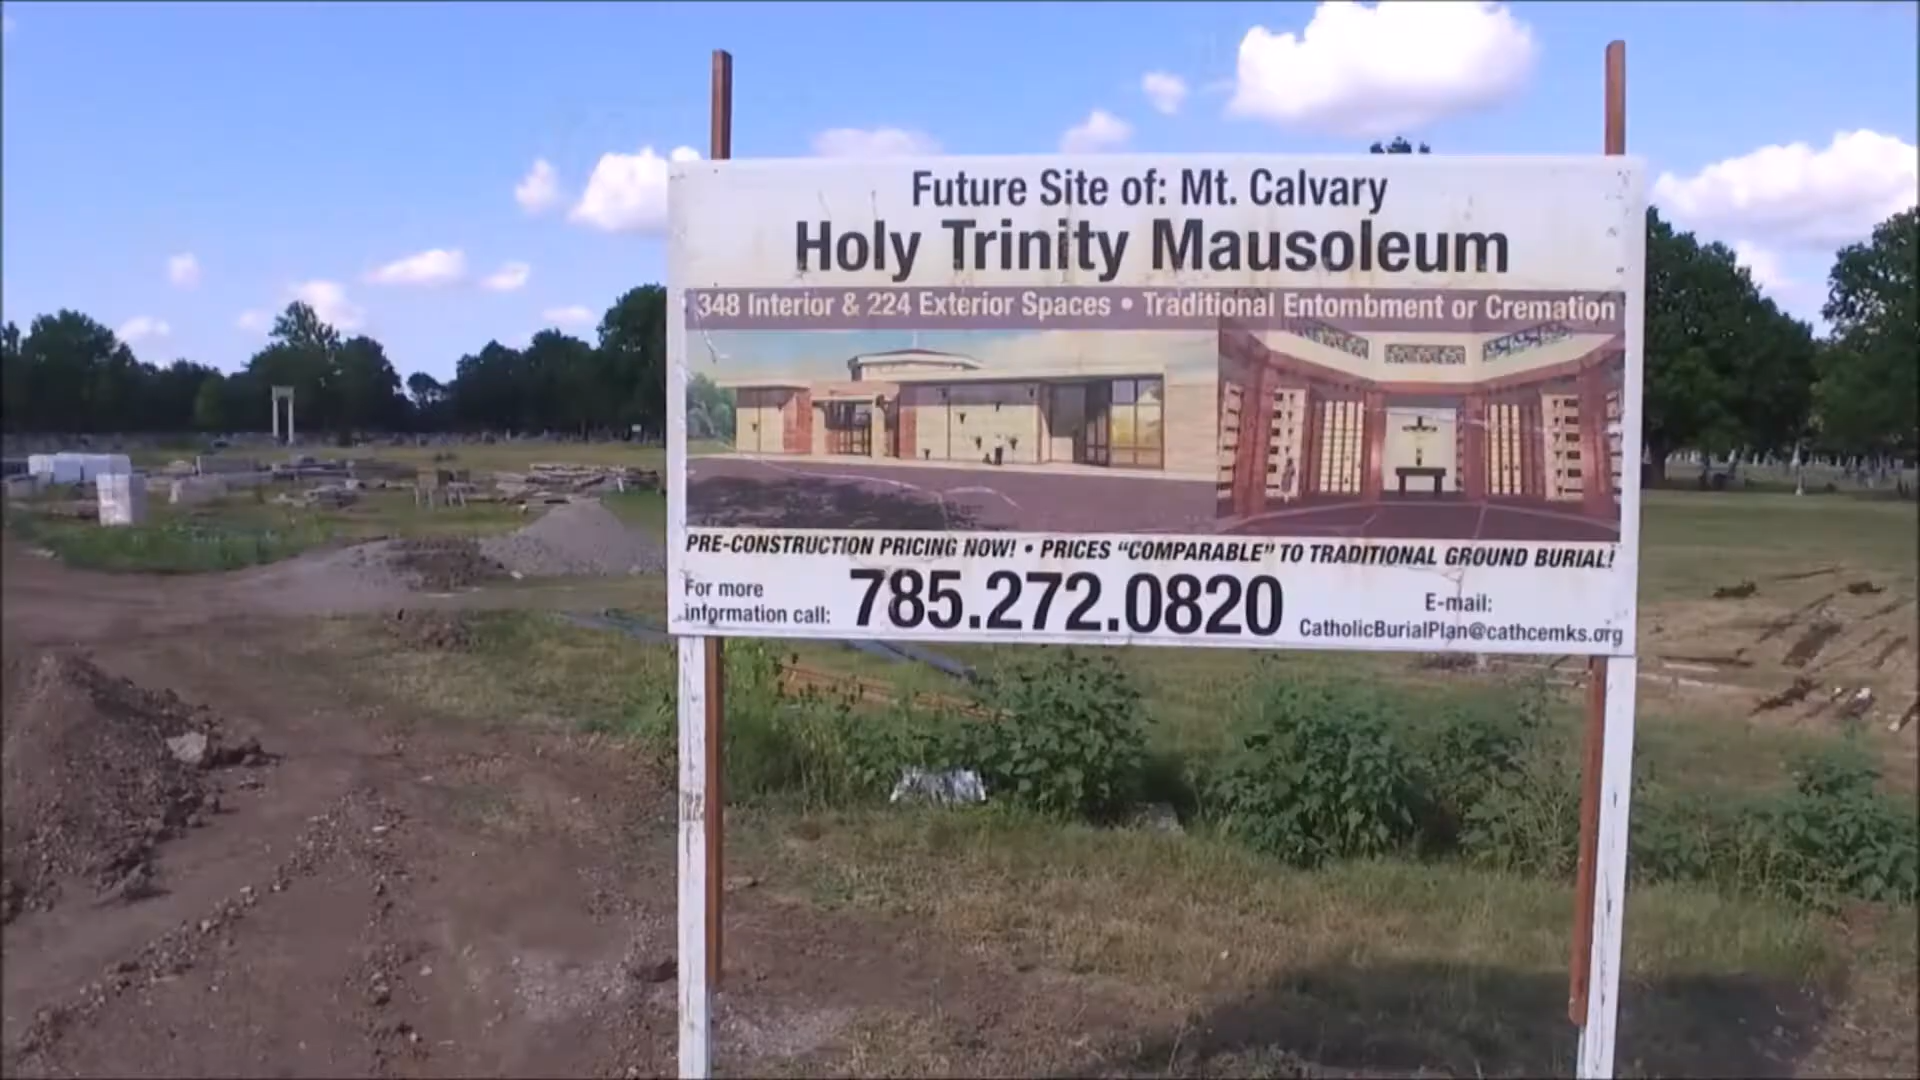 Future Site of: Mt. Calvary
Holy Trinity Mausoleum
348 Interior & 224 Exterior Spaces • Traditional Entombment or Cremation
PRE-CONSTRUCTION PRICING NOW! • PRICES “COMPARABLE” TO TRADITIONAL GROUND BURIAL!
For more
information call:
785.272.0820
E-mail:
CatholicBurialPlan@cathcemks.org